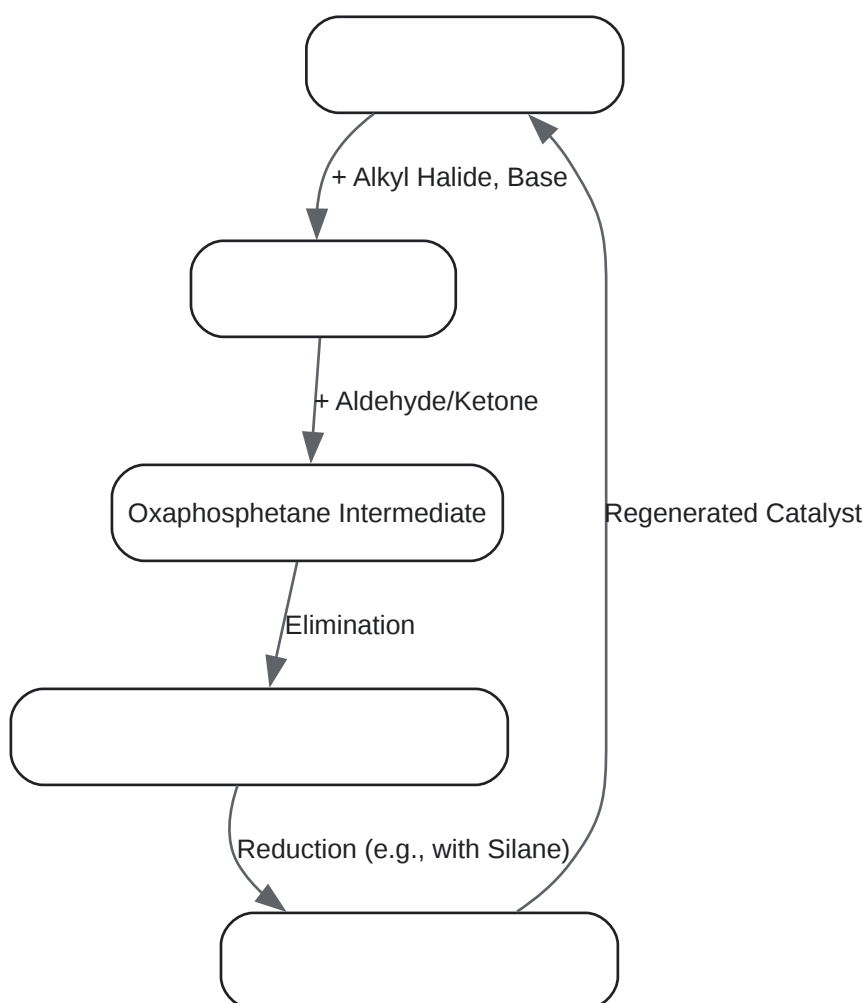 + Alkyl Halide, Base
+ Aldehyde/Ketone
Oxaphosphetane Intermediate
Regenerated Catalyst
Elimination
Reduction (e.g., with Silane)